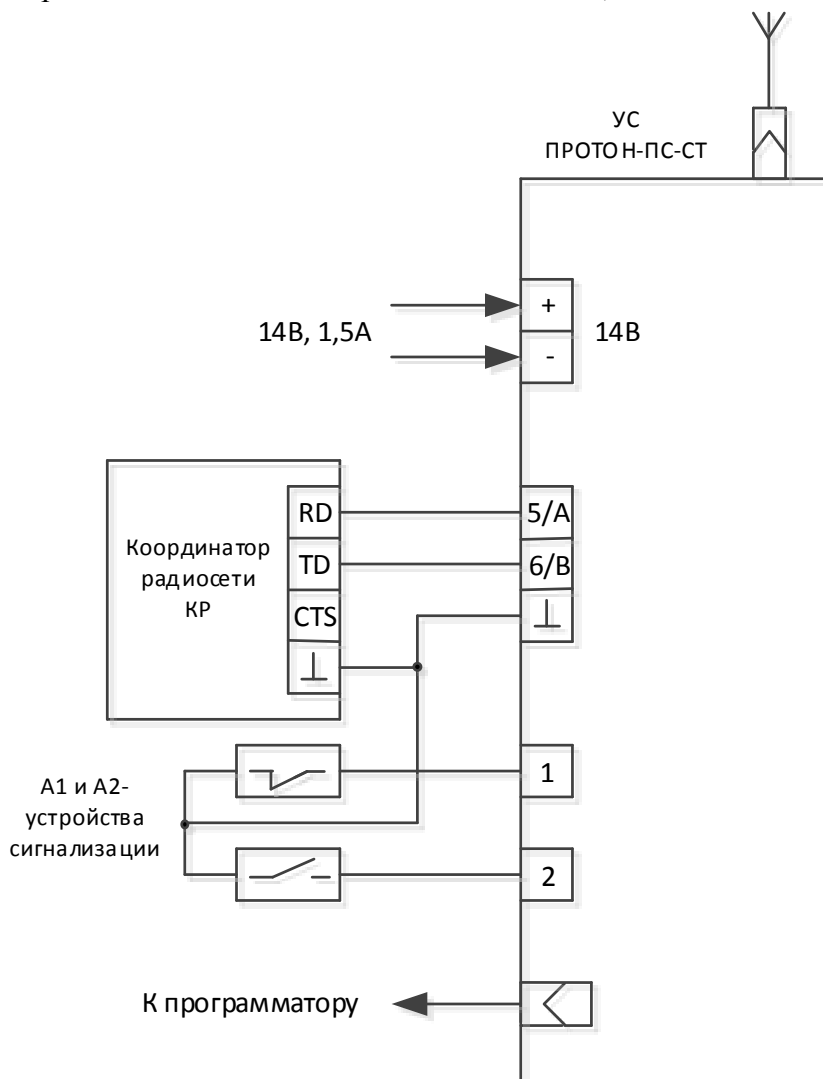 УС
ПРОТОН-ПС-СТ
+
14В, 1,5А
14В
-
RD
5/А
Координатор
радиосети
КР
TD
6/В
CTS
1
А1 и А2-
устройства
сигнализации
2
К программатору